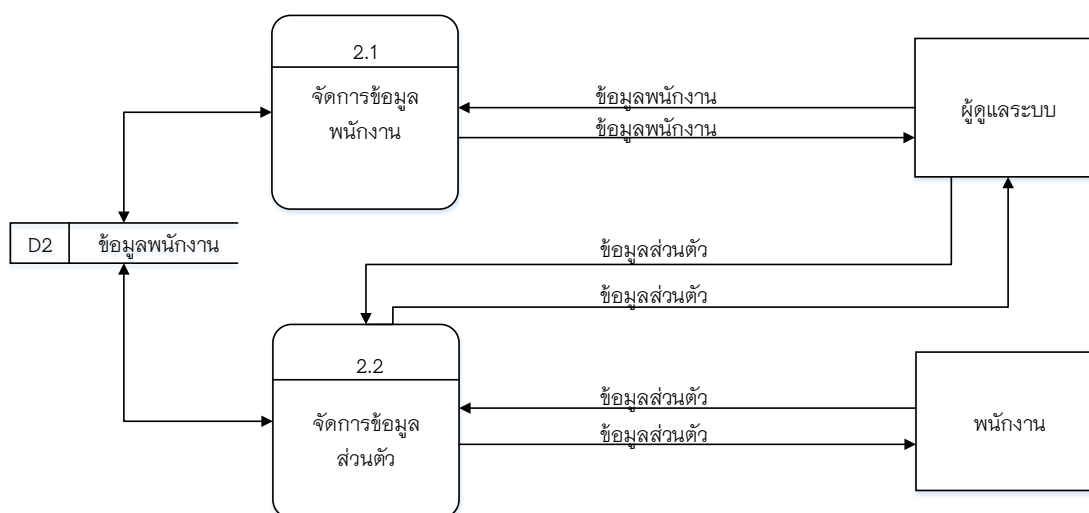 2.1
จัดการข้อมูล
พนักงาน
ข้อมูลพนักงาน
ข้อมูลพนักงาน
ผู้ดูแลระบบ
D2
ข้อมูลพนักงาน
ข้อมูลส่วนตัว
ข้อมูลส่วนตัว
2.2
จัดการข้อมูล
ส่วนตัว
ข้อมูลส่วนตัว
ข้อมูลส่วนตัว
พนักงาน